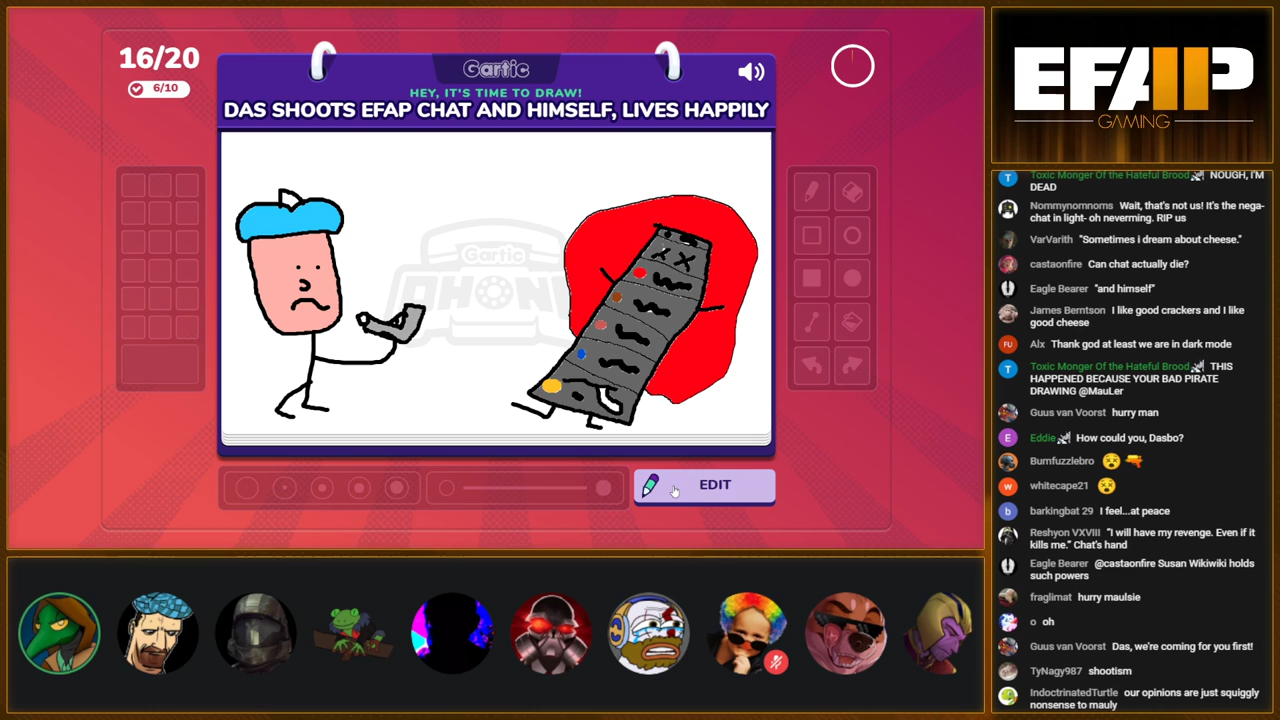 16/20
6/10
Gartic
HEY, IT'S TIME TO DRAW!
DAS SHOOTS EFAP CHAT AND HIMSELF, LIVES HAPPILY
Gartic
PHONE
EDIT
EFAP
GAMING
T Toxic Monger Of the Hateful Brood NOUGH, I'M
DEAD
Nommynomnoms Wait, that's not us! It's the nega-
chat in light- oh neverming. RIP us
VarVarith "Sometimes i dream about cheese."
castaonfire Can chat actually die?
Eagle Bearer "and himself"
James Berntson I like good crackers and I like
good cheese
FU Alx Thank god at least we are in dark mode
T Toxic Monger Of the Hateful Brood THIS
HAPPENED BECAUSE YOUR BAD PIRATE
DRAWING @MauLer
Guus van Voorst hurry man
E Eddie How could you, Dasbo?
Bumfuzzlebro 😵🔫
w whitecape21 😵
b barkingbat 29 I feel...at peace
Reshyon VXVIII "I will have my revenge. Even if it
kills me." Chat's hand
Eagle Bearer @castaonfire Susan Wikiwiki holds
such powers
fraglimat hurry maulsie
o oh
Guus van Voorst Das, we're coming for you first!
TyNagy987 shootism
IndoctrinatedTurtle our opinions are just squiggly
nonsense to mauly